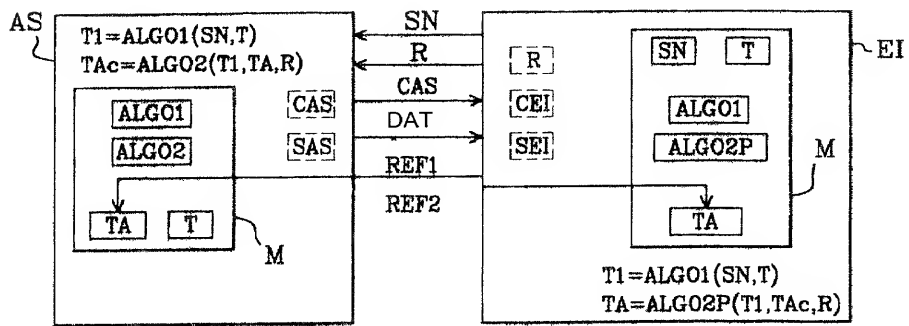 AS
T1=ALGO1(SN,T)
TAc=ALGO2(T1,TA,R)
ALGO1
ALGO2
CAS
SAS
TA
T
M
SN
R
CAS
DAT
REF1
REF2
EI
SN
T
R
CEI
SEI
ALGO1
ALGO2P
TA
M
T1=ALGO1(SN,T)
TA=ALGO2P(T1,TAc,R)